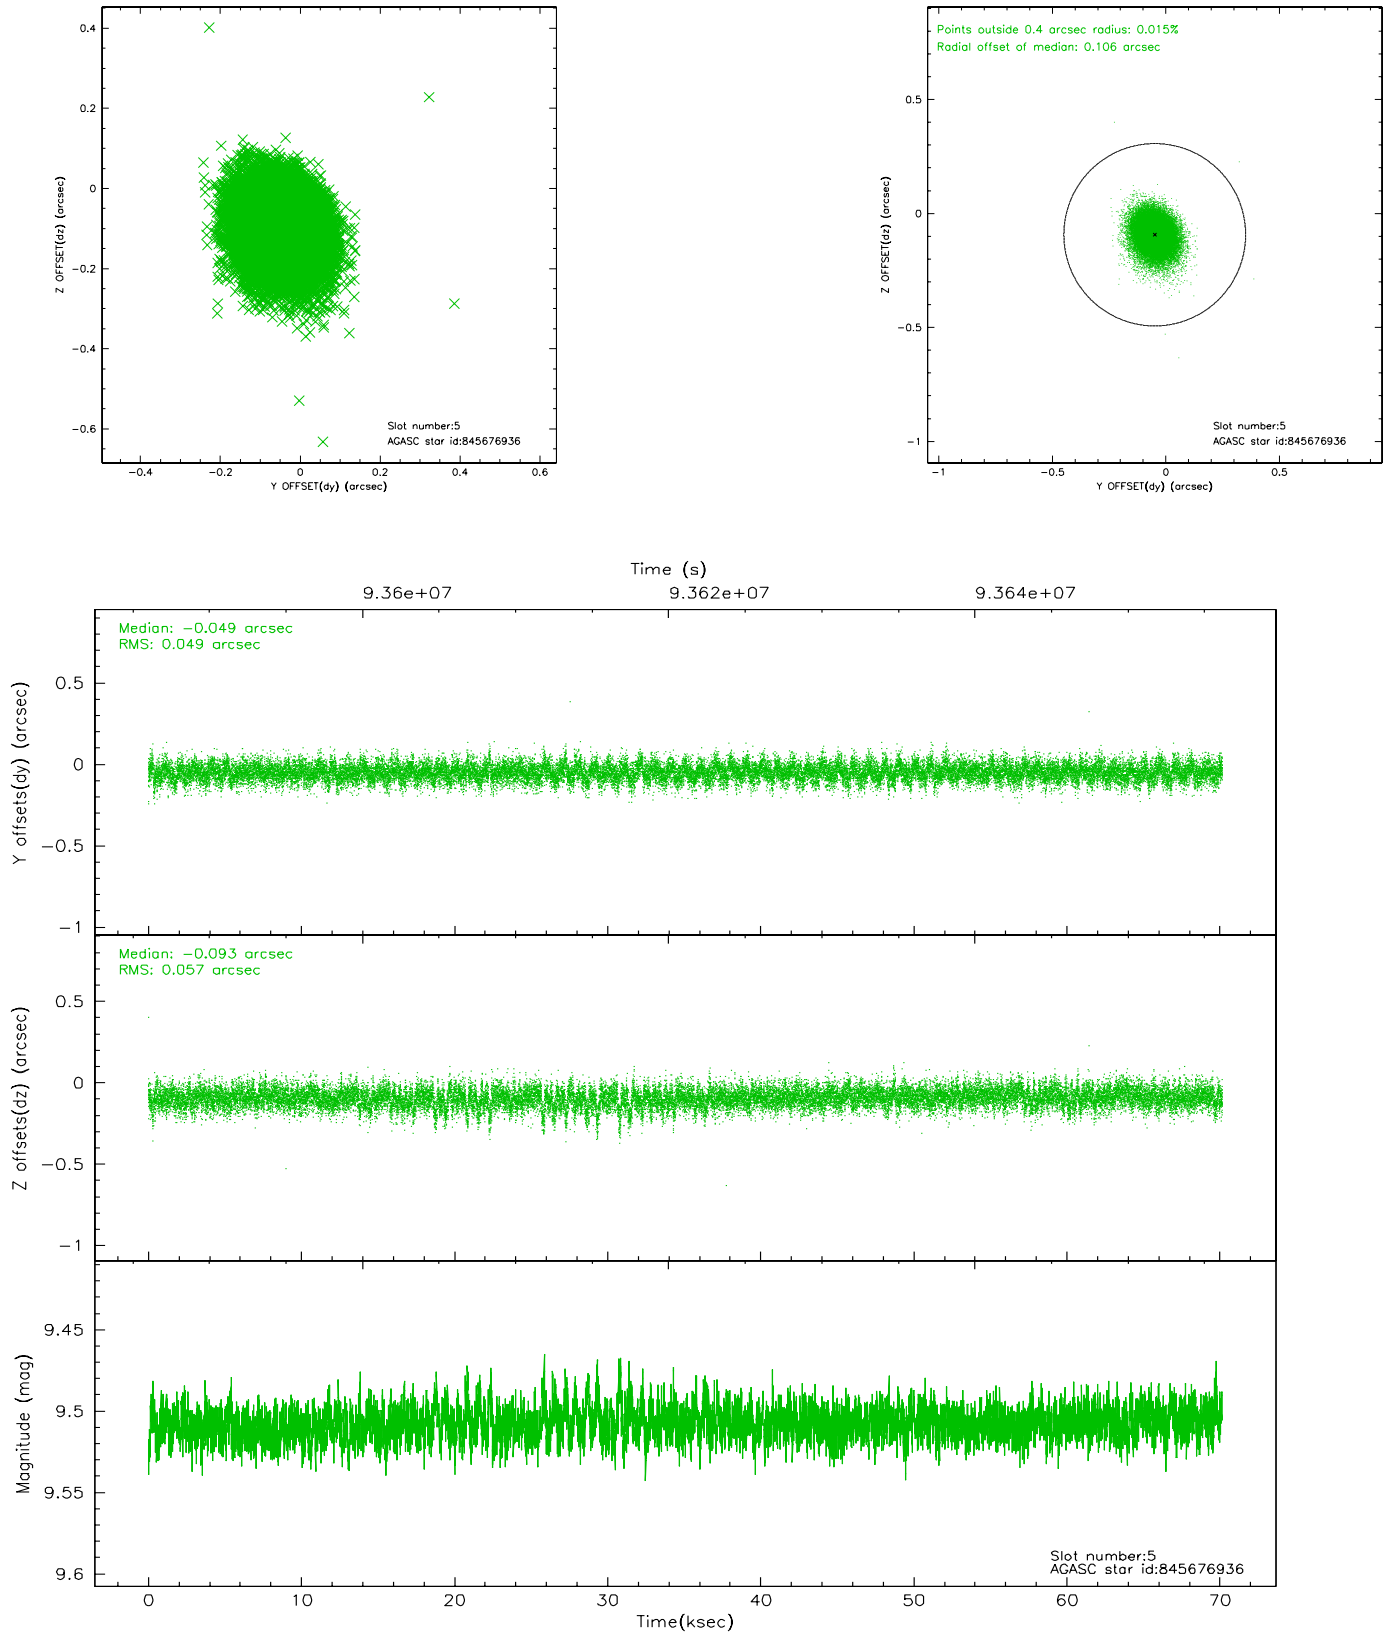 0.4
0.2
0
−0.2
−0.4
−0.6
Z OFFSET(dz) (arcsec)
Slot number:5
AGASC star id:845676936
−0.4 −0.2 0 0.2 0.4 0.6
Y OFFSET(dy) (arcsec)
Points outside 0.4 arcsec radius: 0.015%
Radial offset of median: 0.106 arcsec
0.5
0
−0.5
−1
Z OFFSET(dz) (arcsec)
Slot number:5
AGASC star id:845676936
−1 −0.5 0 0.5
Y OFFSET(dy) (arcsec)
Time (s)
9.36e+07 9.362e+07 9.364e+07
Median: −0.049 arcsec
RMS: 0.049 arcsec
0.5
0
−0.5
−1
Y offsets(dy) (arcsec)
Median: −0.093 arcsec
RMS: 0.057 arcsec
0.5
0
−0.5
−1
Z offsets(dz) (arcsec)
9.45
9.5
9.55
9.6
Magnitude (mag)
Slot number:5
AGASC star id:845676936
0 10 20 30 40 50 60 70
Time(ksec)